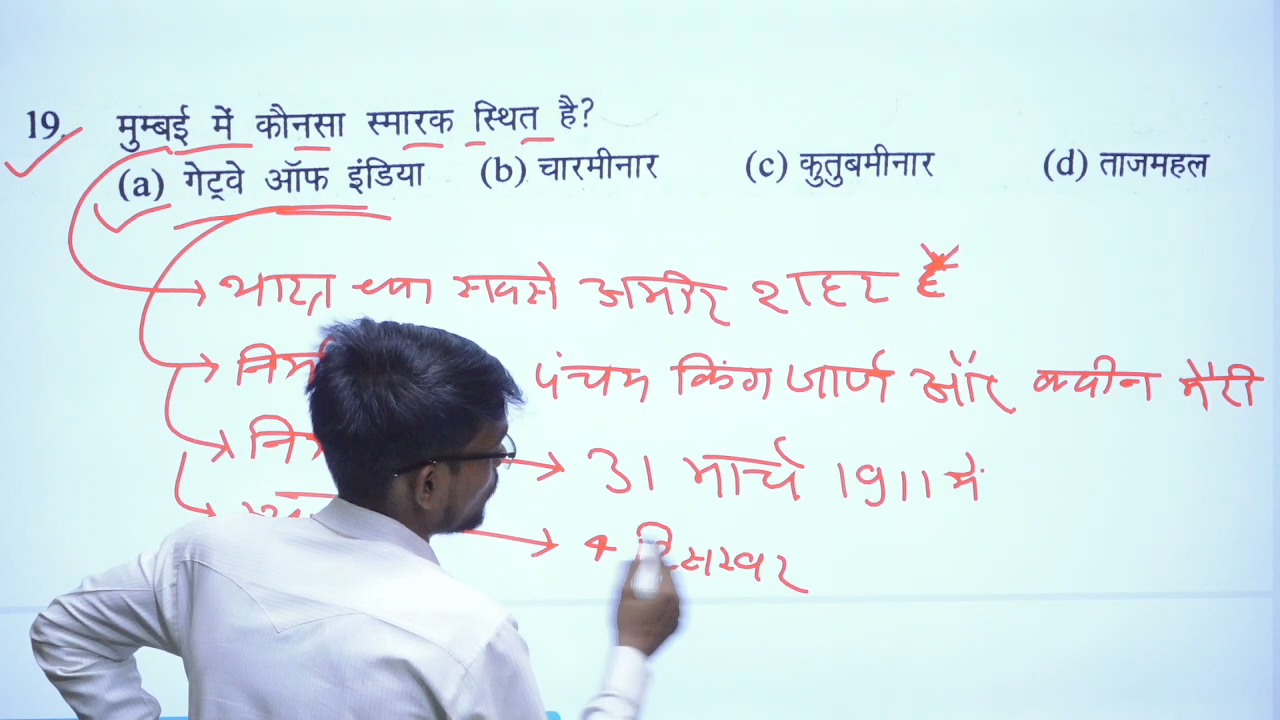 19. मुम्बई में कौनसा स्मारक स्थित है?
(a) गेट्वे ऑफ इंडिया (b) चारमीनार (c) कुतुबमीनार (d) ताजमहल
भारत का सबसे अमीर शहर है
पंचम किंग जार्ज और क्वीन मैरी
31 मार्च 1911 में
4 दिसम्बर